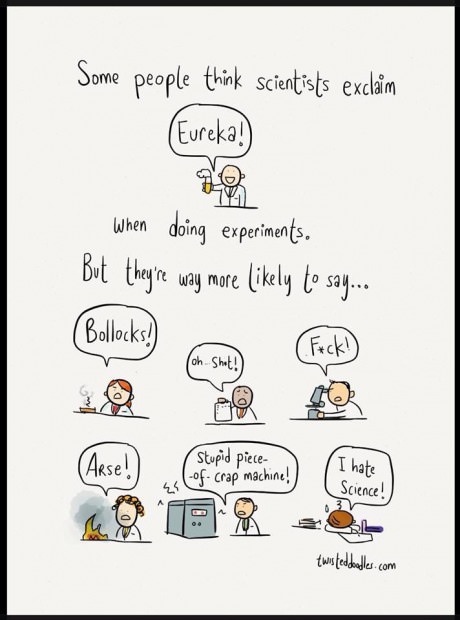 Some people think scientists exclaim
Eureka!
when doing experiments.
But they're way more likely to say...
Bollocks!
Oh...Sh*t!
F*ck!
ARSE!
Stupid piece-
-of-crap machine!
I hate
Science!
twisteddoodles.com